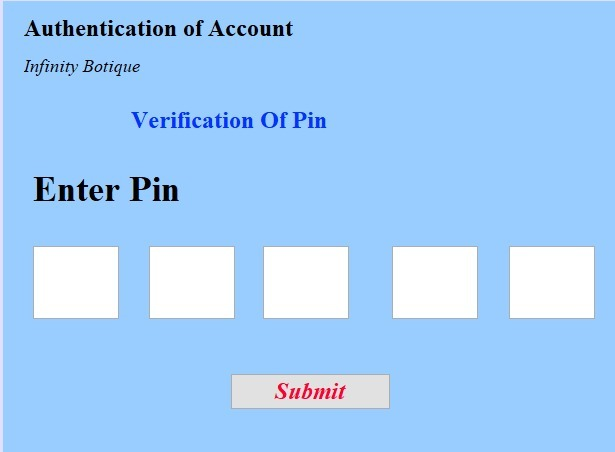 Authentication of Account
Infinity Botique
Verification Of Pin
Enter Pin
Submit